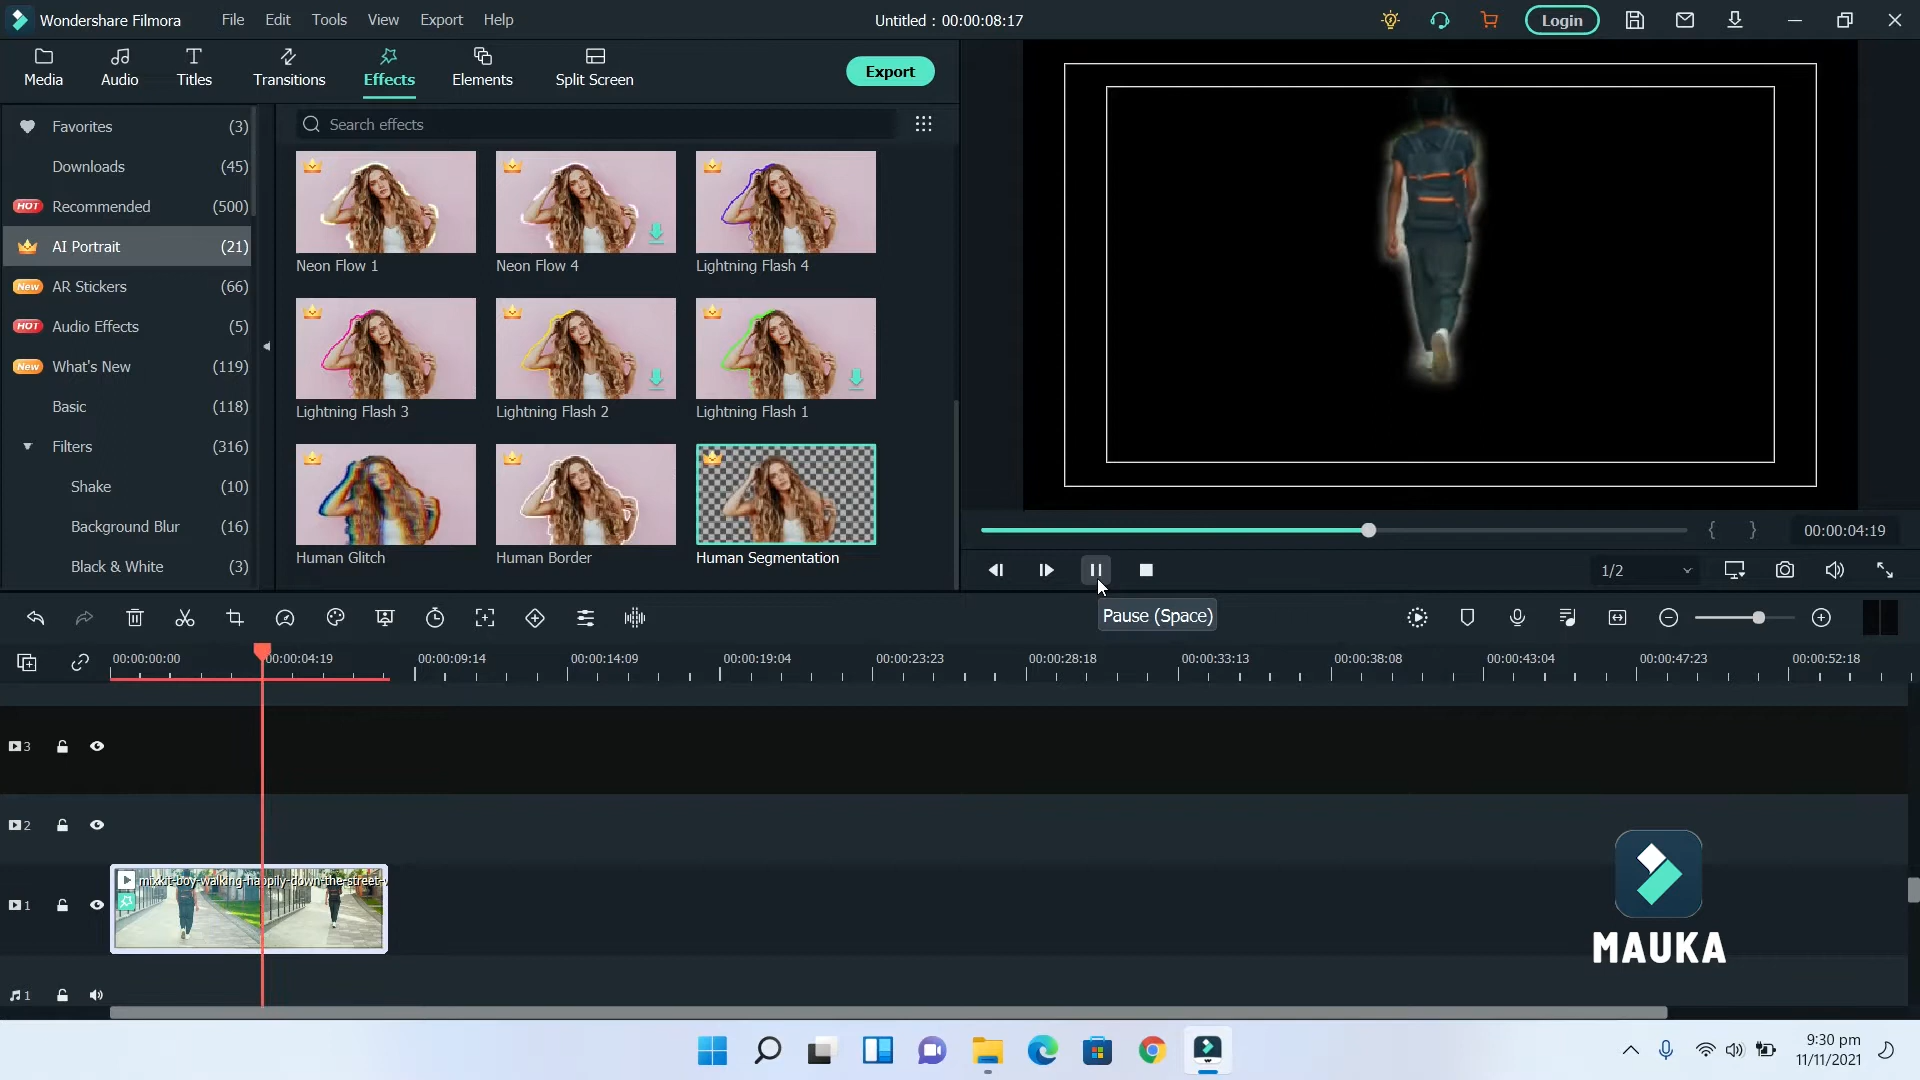 Wondershare Filmora
File Edit Tools View Export Help
Untitled : 00:00:08:17
Login
Media Audio Titles Transitions Effects Elements Split Screen
Export
Favorites (3)
Downloads (45)
HOT Recommended (500)
AI Portrait (21)
New AR Stickers (66)
HOT Audio Effects (5)
New What's New (119)
Basic (118)
Filters (316)
Shake (10)
Background Blur (16)
Black & White (3)
Search effects
Neon Flow 1 Neon Flow 4 Lightning Flash 4
Lightning Flash 3 Lightning Flash 2 Lightning Flash 1
Human Glitch Human Border Human Segmentation
{ } 00:00:04:19
1/2
Pause (Space)
00:00:00:00 00:00:04:19 00:00:09:14 00:00:14:09 00:00:19:04 00:00:23:23 00:00:28:18 00:00:33:13 00:00:38:08 00:00:43:04 00:00:47:23 00:00:52:18
3
2
mixkit-boy-walking-happily-down-the-street-
1
MAUKA
1
9:30 pm
11/11/2021